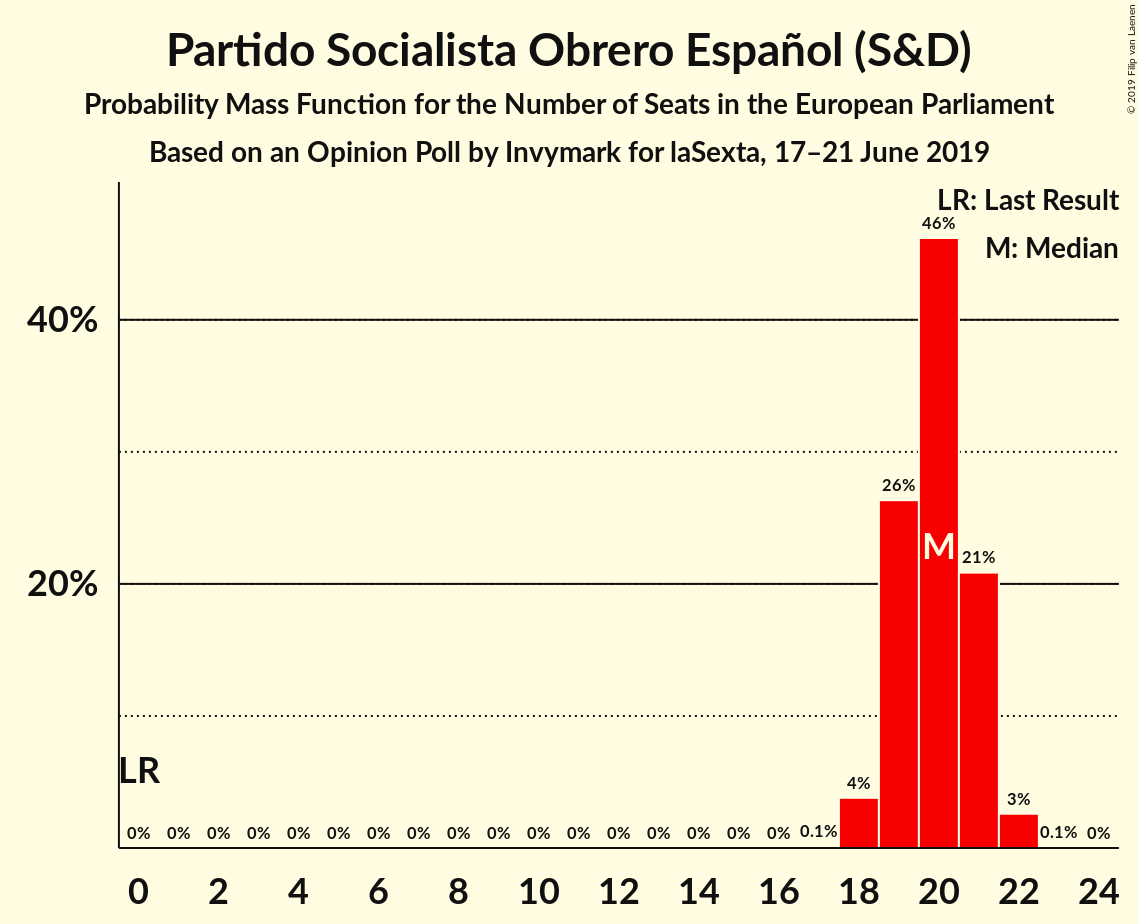 Partido Socialista Obrero Español (S&D)
Probability Mass Function for the Number of Seats in the European Parliament
Based on an Opinion Poll by Invymark for laSexta, 17–21 June 2019
© 2019 Filip van Laenen
LR: Last Result
M: Median
46%
40%
26%
M
21%
20%
LR
4%
3%
0% 0% 0% 0% 0% 0% 0% 0% 0% 0% 0% 0% 0% 0% 0% 0% 0% 0.1% 0.1% 0%
0 2 4 6 8 10 12 14 16 18 20 22 24